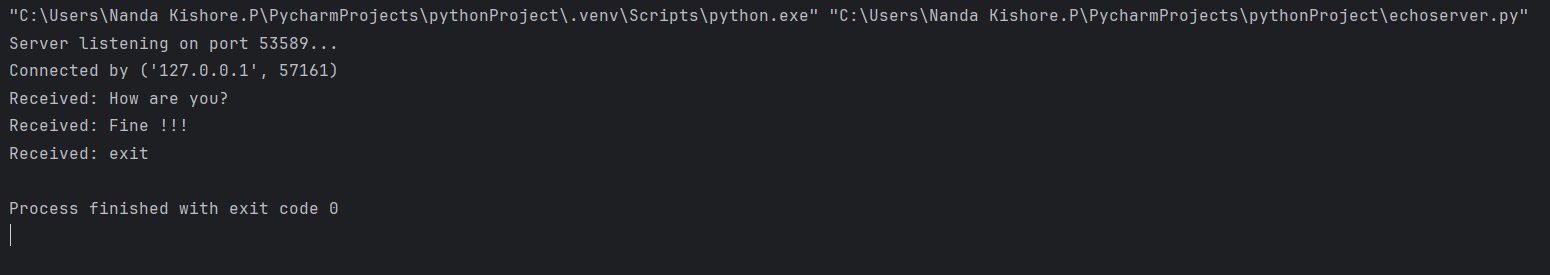 "C:\Users\Nanda Kishore.P\PycharmProjects\pythonProject\.venv\Scripts\python.exe" "C:\Users\Nanda Kishore.P\PycharmProjects\pythonProject\echoserver.py"
Server listening on port 53589...
Connected by ('127.0.0.1', 57161)
Received: How are you?
Received: Fine !!!
Received: exit
Process finished with exit code 0